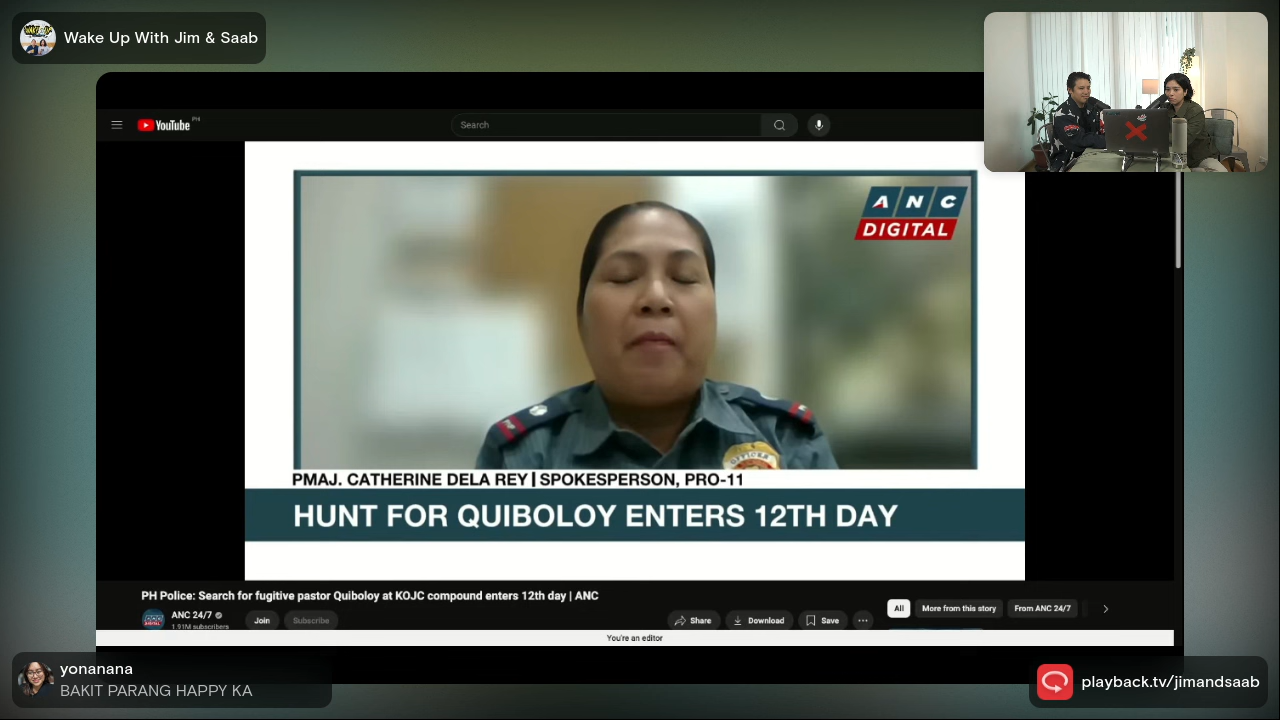 Wake Up With Jim & Saab
YouTube PH
Search
ANC
DIGITAL
PMAJ. CATHERINE DELA REY | SPOKESPERSON, PRO-11
HUNT FOR QUIBOLOY ENTERS 12TH DAY
PH Police: Search for fugitive pastor Quiboloy at KOJC compound enters 12th day | ANC
ANC 24/7
1.91M subscribers
Join
Subscribe
Share
Download
Save
All
More from this story
From ANC 24/7
You're an editor
yonanana
BAKIT PARANG HAPPY KA
playback.tv/jimandsaab